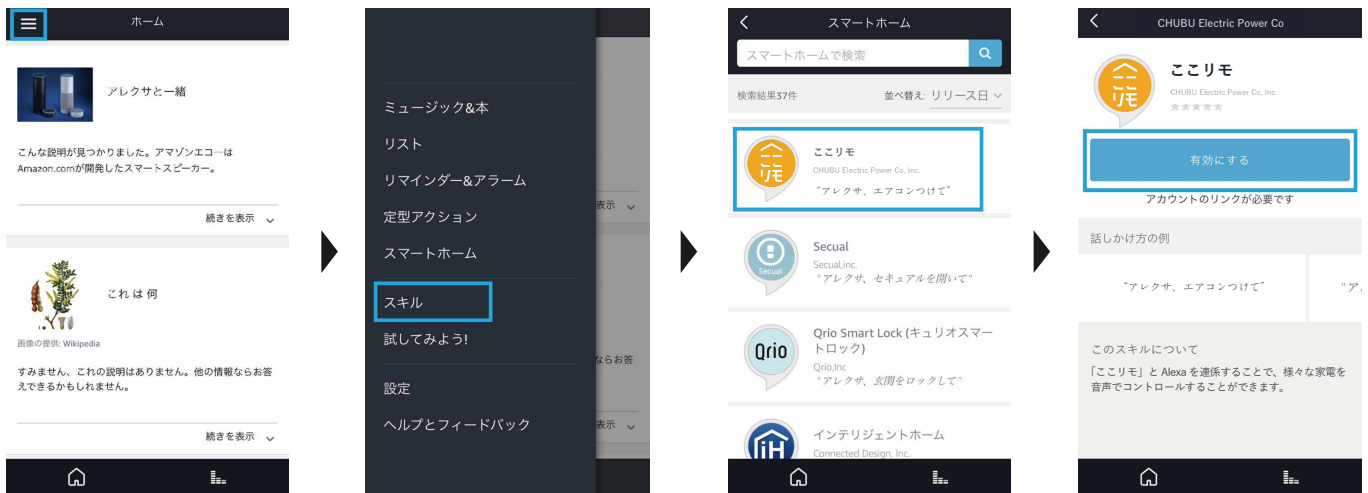 ホーム
アレクサと一緒
こんな説明が見つかりました。アマゾンエコーは
Amazon.comが開発したスマートスピーカー。
続きを表示
これ は 何
画像の提供: Wikipedia
すみません、これの説明はありません。他の情報ならお答
えできるかもしれません。
続きを表示
ミュージック&本
リスト
リマインダー&アラーム
定型アクション
スマートホーム
スキル
試してみよう!
設定
ヘルプとフィードバック
表示
ならお答
表示
スマートホーム
スマートホームで検索
検索結果37件
並べ替え: リリース日
ここリモ
ここリモ
CHUBU Electric Power Co, Inc.
"アレクサ、エアコンつけて"
Secual
Secual
Secual,inc.
"アレクサ、セキュアルを開いて"
Qrio
Qrio Smart Lock (キュリオスマー
トロック)
Qrio,Inc
"アレクサ、玄関をロックして"
iH
インテリジェントホーム
Connected Design, Inc.
CHUBU Electric Power Co
ここリモ
ここリモ
CHUBU Electric Power Co, Inc.
有効にする
アカウントのリンクが必要です
話しかけ方の例
"アレクサ、エアコンつけて"
"ア
このスキルについて
「ここリモ」と Alexa を連係することで、様々な家電を
音声でコントロールすることができます。